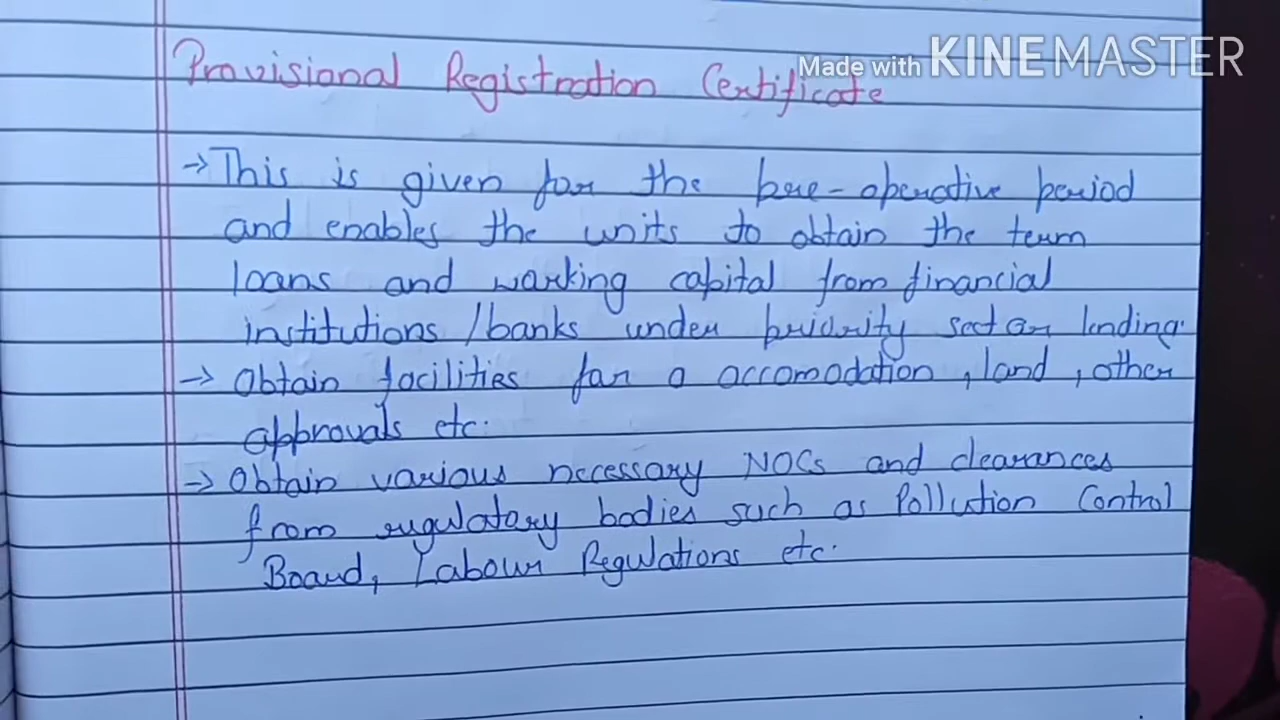 Made with KINEMASTER
Provisional Registration Certificate
→ This is given for the pre-operative period
and enables the units to obtain the term
loans and working capital from financial
institutions /banks under priority sector lending.
→ Obtain facilities for a accomodation, land, other
approvals etc.
→ Obtain various necessary NOCs and clearances
from regulatory bodies such as Pollution Control
Board, Labour Regulations etc.